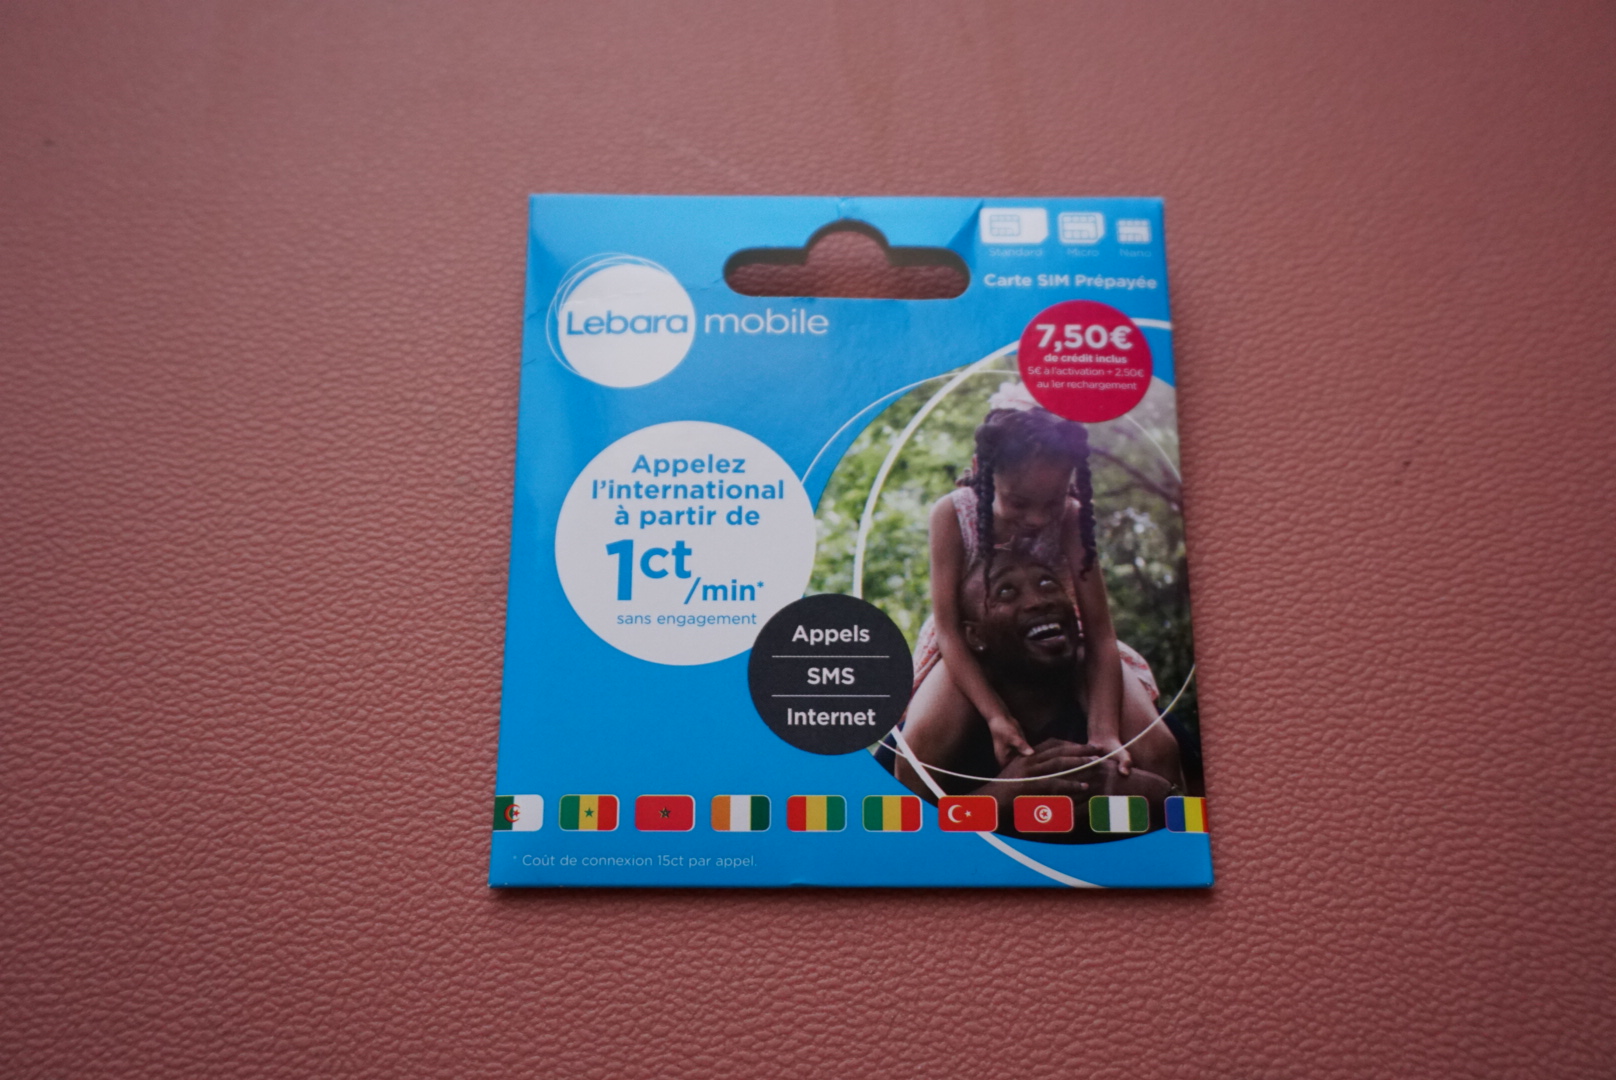 Standard Micro Nano
Carte SIM Prépayée
Lebara mobile
7,50€
de crédit inclus
5€ à l'activation + 2,50€
au 1er rechargement
Appelez
l'international
à partir de
1ct/min*
sans engagement
Appels
SMS
Internet
* Coût de connexion 15ct par appel.